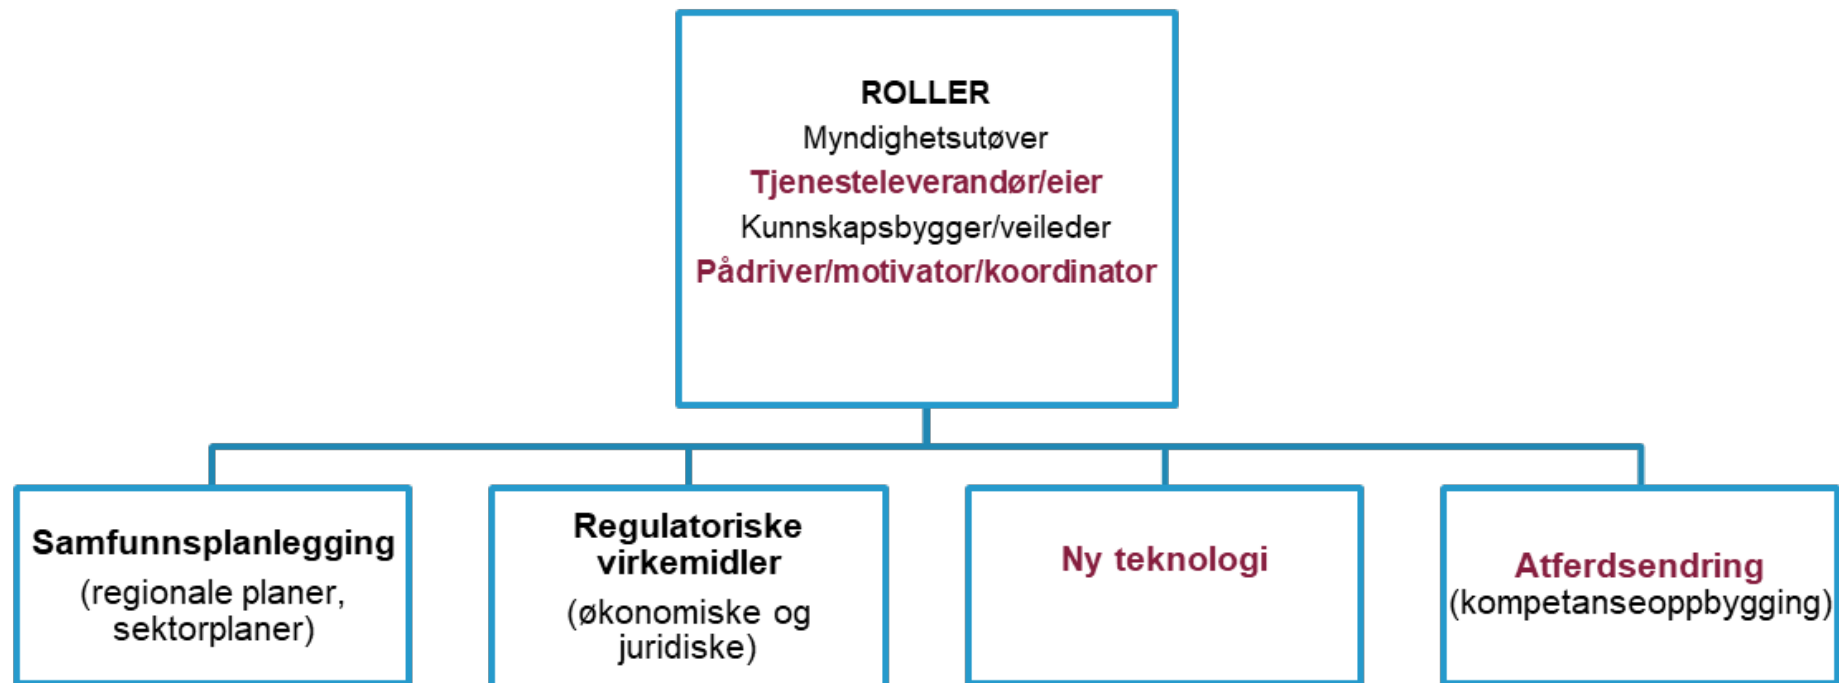 ROLLER
Myndighetsutøver
Tjenesteleverandør/eier
Kunnskapsbygger/veileder
Pådriver/motivator/koordinator
Samfunnsplanlegging
(regionale planer,
sektorplaner)
Regulatoriske
virkemidler
(økonomiske og
juridiske)
Ny teknologi
Atferdsendring
(kompetanseoppbygging)